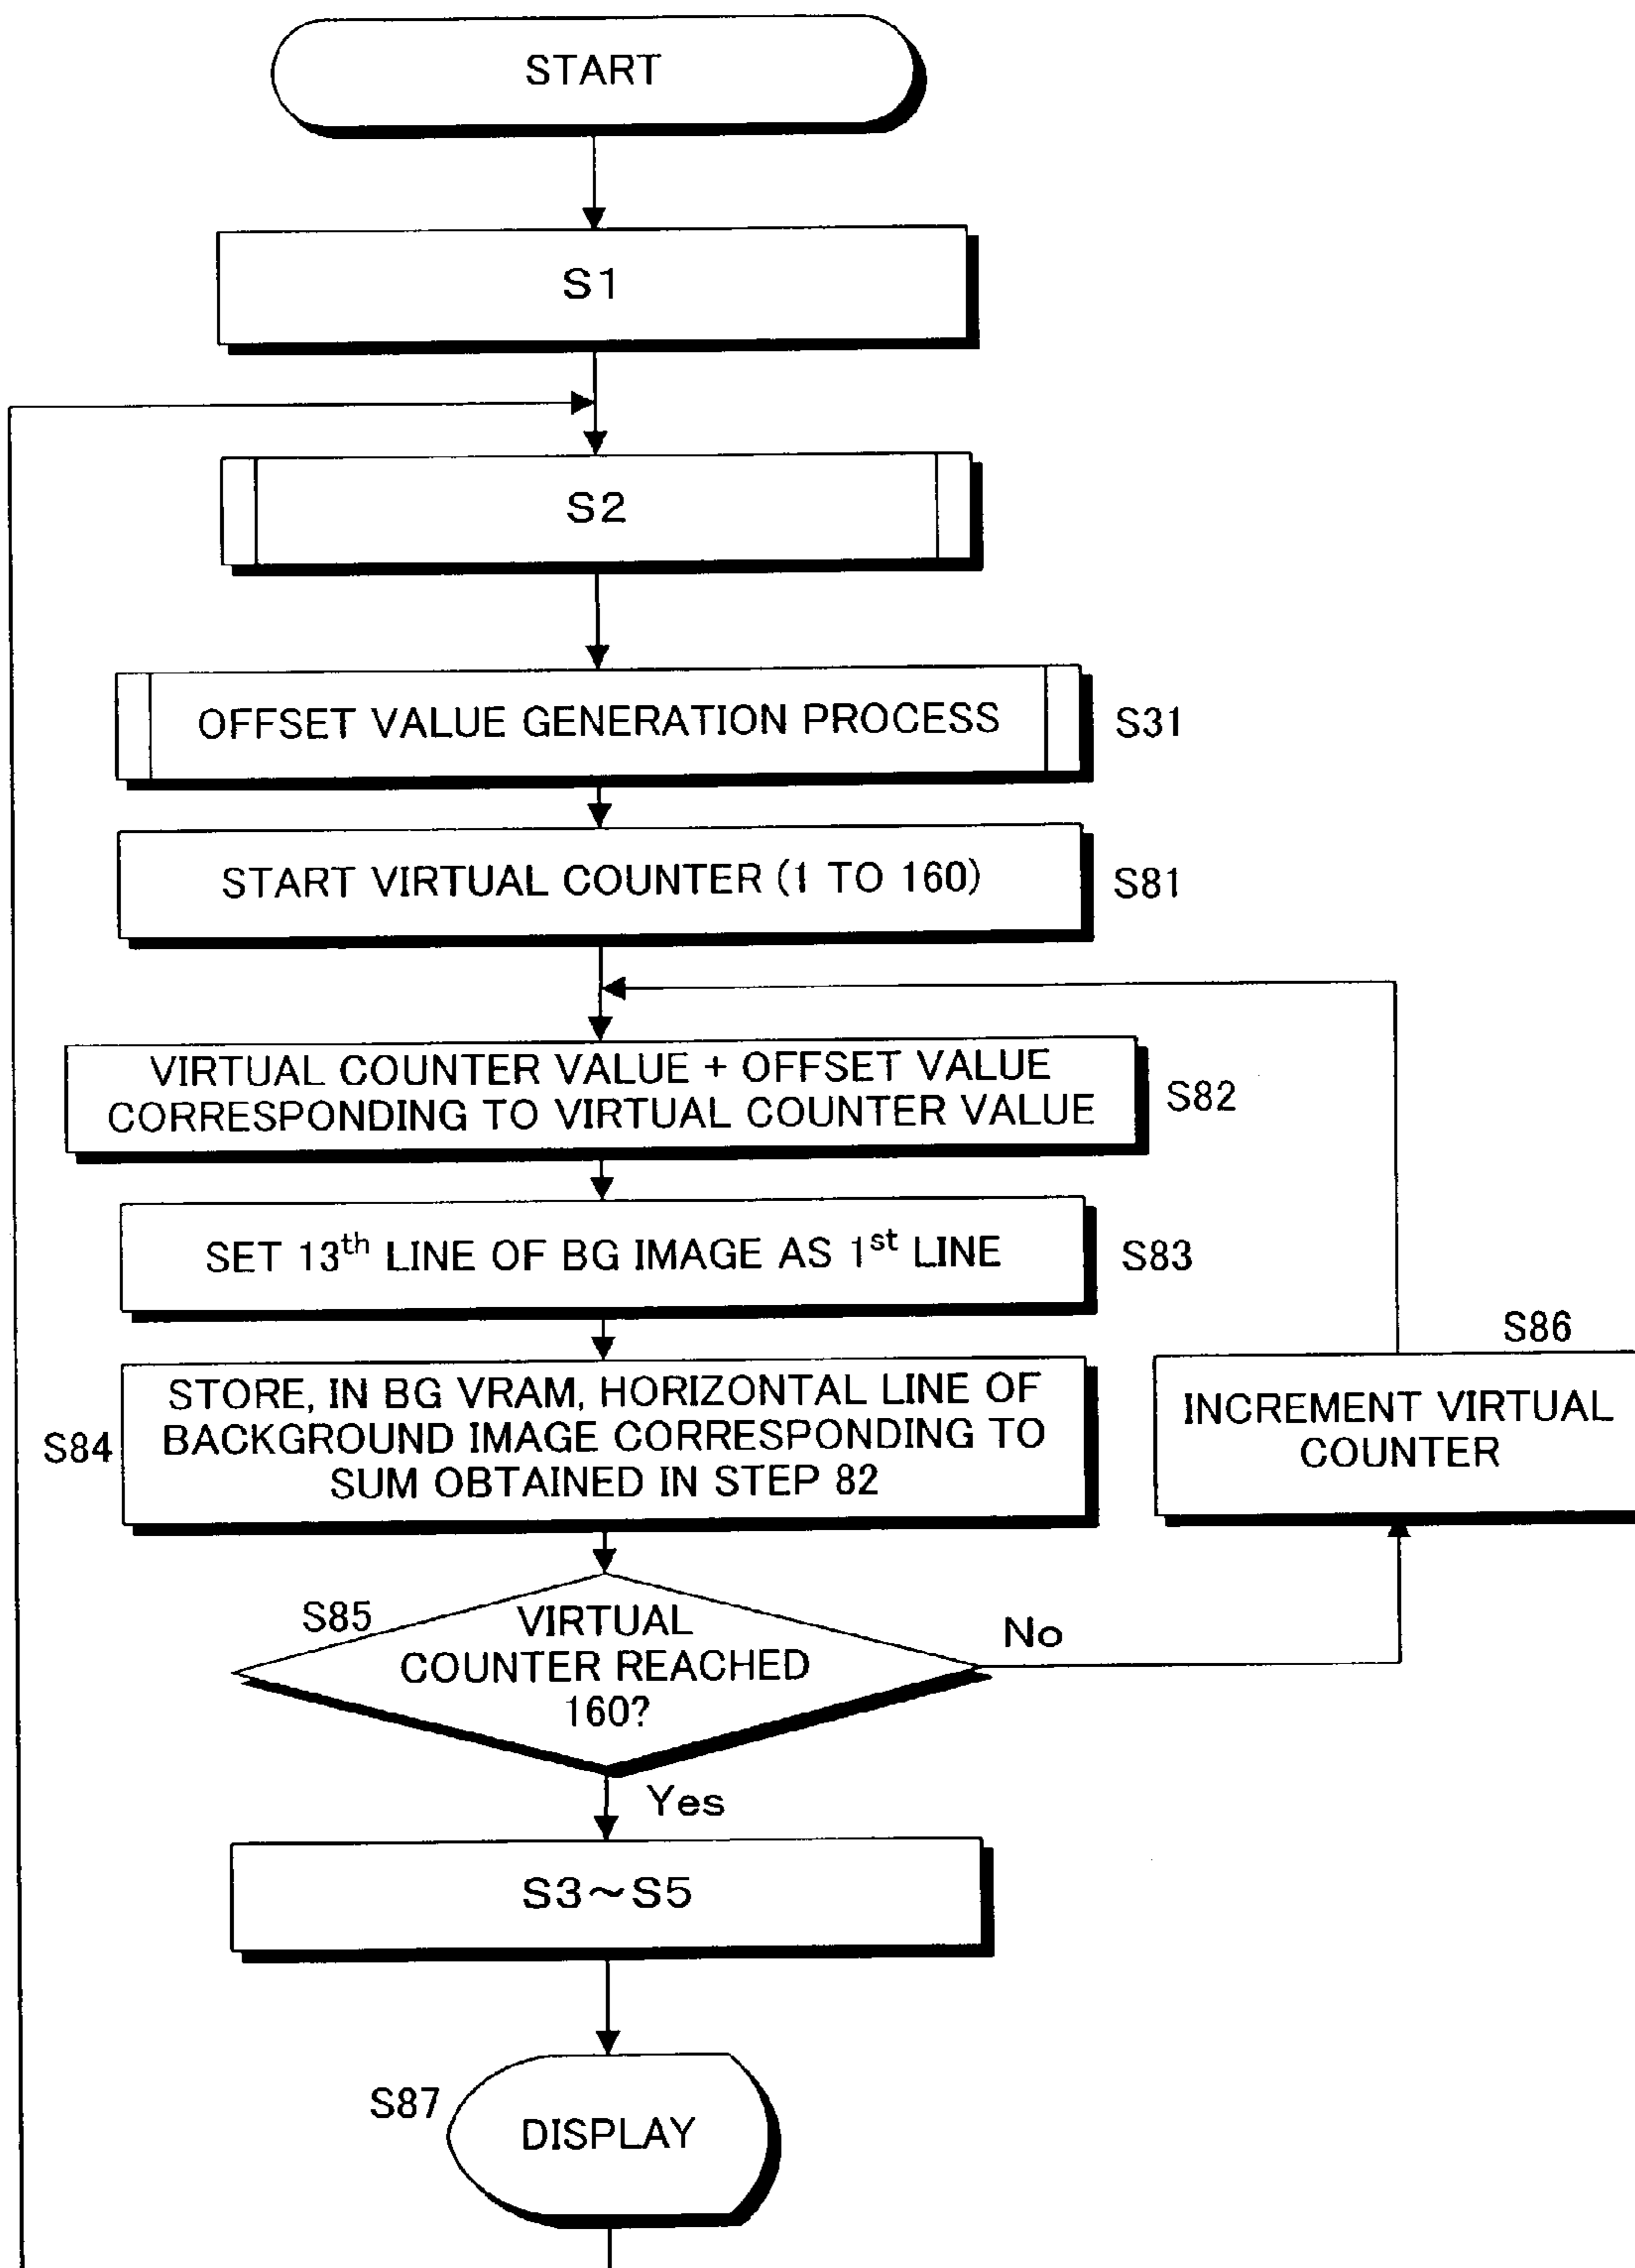 START
S1
S2
OFFSET VALUE GENERATION PROCESS
S31
START VIRTUAL COUNTER (1 TO 160)
S81
VIRTUAL COUNTER VALUE + OFFSET VALUE
CORRESPONDING TO VIRTUAL COUNTER VALUE
S82
SET 13th LINE OF BG IMAGE AS 1st LINE
S83
S84
STORE, IN BG VRAM, HORIZONTAL LINE OF
BACKGROUND IMAGE CORRESPONDING TO
SUM OBTAINED IN STEP 82
S86
INCREMENT VIRTUAL
COUNTER
S85
VIRTUAL
COUNTER REACHED
160?
No
Yes
S3~S5
S87
DISPLAY